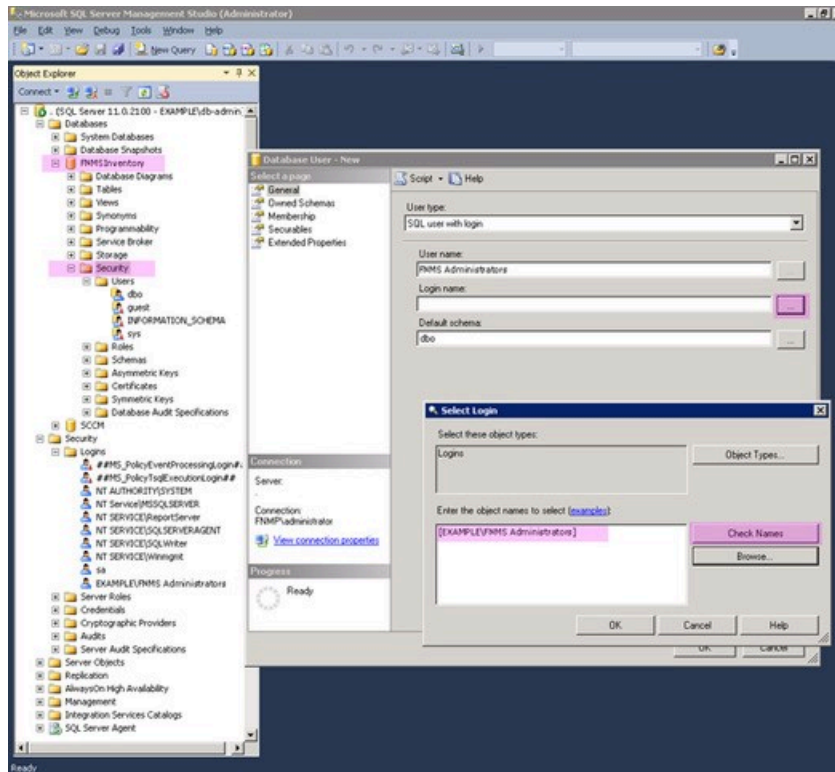 Microsoft SQL Server Management Studio (Administrator)
File Edit View Debug Tools Window Help
New Query
Object Explorer
Connect
. (SQL Server 11.0.2100 - EXAMPLE\db-admin
Databases
System Databases
Database Snapshots
FNMSInventory
Database Diagrams
Tables
Views
Synonyms
Programmability
Service Broker
Storage
Security
Users
dbo
guest
INFORMATION_SCHEMA
sys
Roles
Schemas
Asymmetric Keys
Certificates
Symmetric Keys
Database Audit Specifications
SCCM
Security
Logins
##MS_PolicyEventProcessingLogin#
##MS_PolicyTsqlExecutionLogin##
NT AUTHORITY\SYSTEM
NT Service\MSSQLSERVER
NT SERVICE\ReportServer
NT SERVICE\SQLSERVERAGENT
NT SERVICE\SQLWriter
NT SERVICE\Winmgmt
sa
EXAMPLE\FNMS Administrators
Server Roles
Credentials
Cryptographic Providers
Audits
Server Audit Specifications
Server Objects
Replication
AlwaysOn High Availability
Management
Integration Services Catalogs
SQL Server Agent
Ready
Database User - New
Select a page
General
Owned Schemas
Membership
Securables
Extended Properties
Script Help
User type:
SQL user with login
User name:
FNMS Administrators
...
Login name:
...
Default schema:
dbo
...
Connection
Server:
.
Connection:
FNMP\administrator
View connection properties
Progress
Ready
OK Cancel
Select Login
Select these object types:
Logins
Object Types...
Enter the object names to select (examples):
[EXAMPLE\FNMS Administrators]
Check Names
Browse...
OK Cancel Help